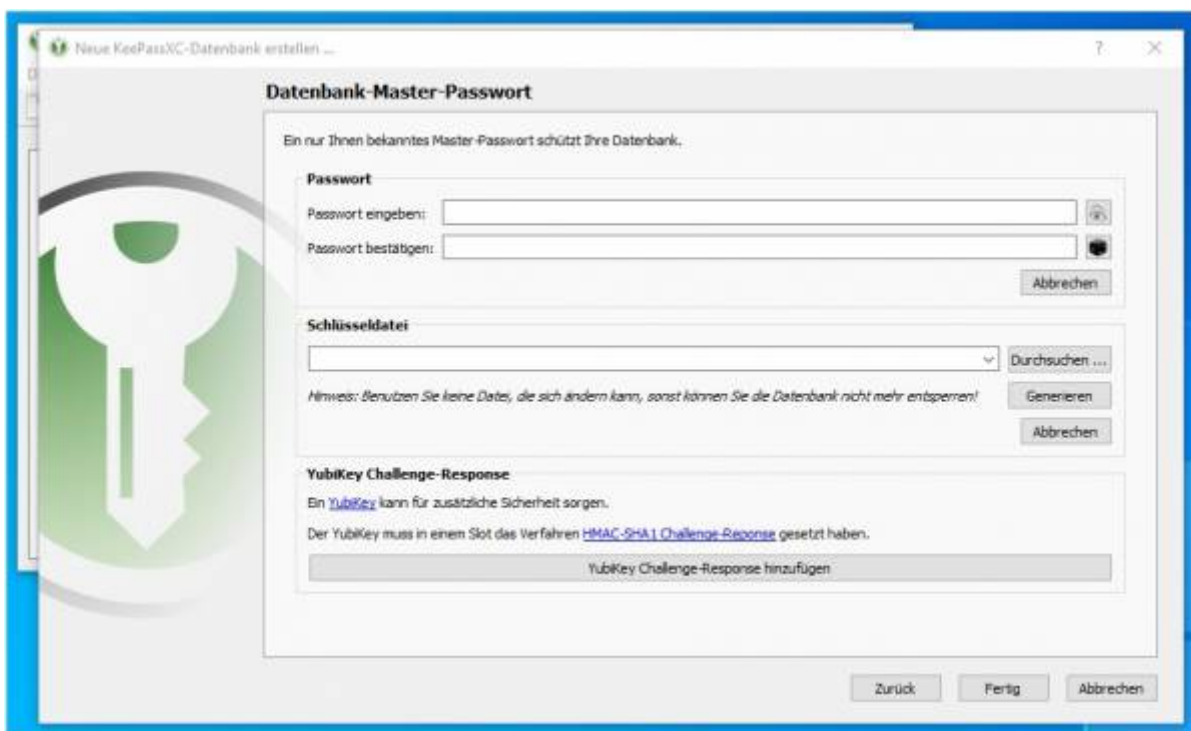 Neue KeePassXC-Datenbank erstellen ...
Datenbank-Master-Passwort
Ein nur Ihnen bekanntes Master-Passwort schützt Ihre Datenbank.
Passwort
Passwort eingeben:
Passwort bestätigen:
Abbrechen
Schlüsseldatei
Durchsuchen ...
Hinweis: Benutzen Sie keine Datei, die sich ändern kann, sonst können Sie die Datenbank nicht mehr entsperren!
Generieren
Abbrechen
YubiKey Challenge-Response
Ein YubiKey kann für zusätzliche Sicherheit sorgen.
Der YubiKey muss in einem Slot das Verfahren HMAC-SHA1 Challenge-Reponse gesetzt haben.
YubiKey Challenge-Response hinzufügen
Zurück Fertig Abbrechen